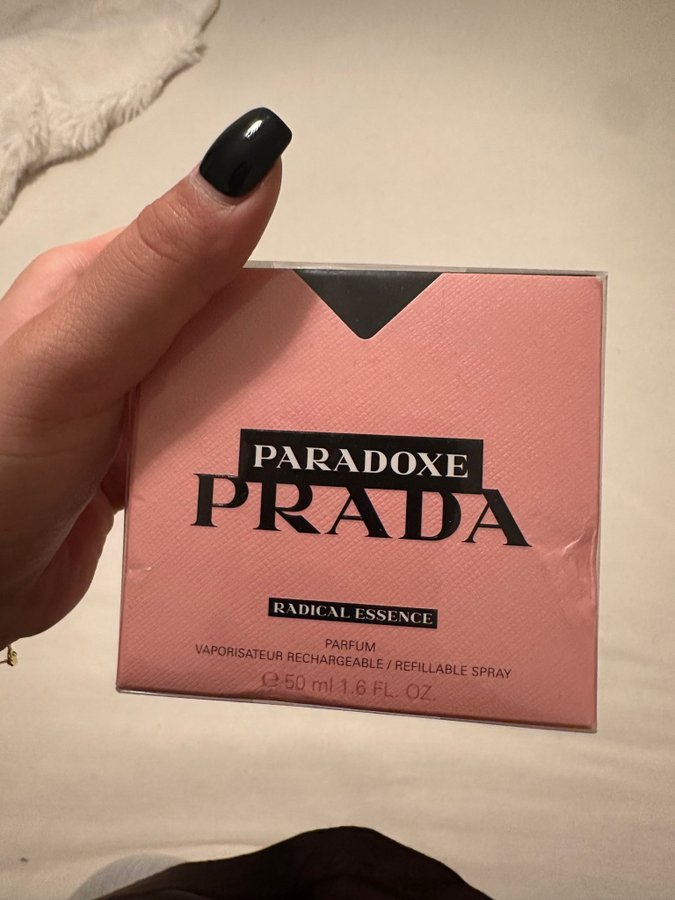 PARADOXE
PRADA
RADICAL ESSENCE
PARFUM
VAPORISATEUR RECHARGEABLE / REFILLABLE SPRAY
℮ 50 ml 1.6 FL. OZ.